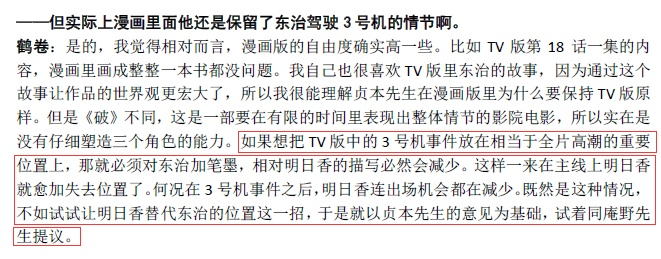 ——但实际上漫画里面他还是保留了东治驾驶 3 号机的情节啊。
鹤卷：是的，我觉得相对而言，漫画版的自由度确实高一些。比如 TV 版第 18 话一集的内
容，漫画里画成整整一本书都没问题。我自己也很喜欢 TV 版里东治的故事，因为通过这个
故事让作品的世界观更宏大了，所以我很能理解贞本先生在漫画版里为什么要保持 TV 版原
样。但是《破》不同，这是一部要在有限的时间里表现出整体情节的影院电影，所以实在是
没有仔细塑造三个角色的能力。如果想把 TV 版中的 3 号机事件放在相当于全片高潮的重要
位置上，那就必须对东治加笔墨，相对明日香的描写必然会减少。这样一来在主线上明日香
就愈加失去位置了。何况在 3 号机事件之后，明日香连出场机会都在减少。既然是这种情况，
不如试试让明日香替代东治的位置这一招，于是就以贞本先生的意见为基础，试着同庵野先
生提议。